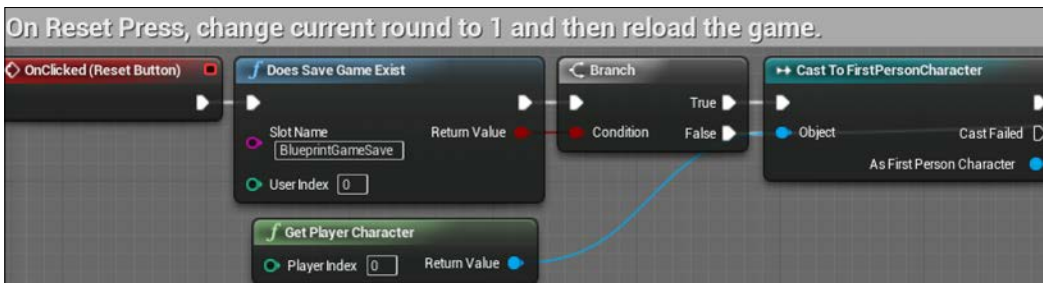 On Reset Press, change current round to 1 and then reload the game.
OnClicked (Reset Button)
f Does Save Game Exist
Slot Name
BlueprintGameSave
Return Value
User Index 0
Branch
True
Condition
False
Cast To FirstPersonCharacter
Object
Cast Failed
As First Person Character
f Get Player Character
Player Index 0
Return Value